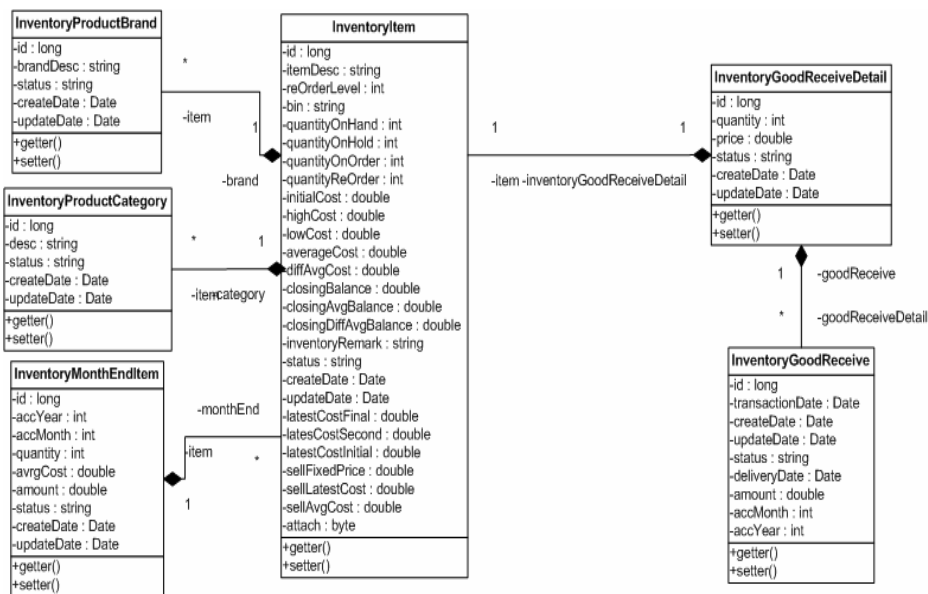 InventoryProductBrand
-id : long
-brandDesc : string
-status : string
-createDate : Date
-updateDate : Date
+getter()
+setter()
*
-item
1
-brand
InventoryProductCategory
-id : long
-desc : string
-status : string
-createDate : Date
-updateDate : Date
+getter()
+setter()
*
-item
1
-category
InventoryMonthEndItem
-id : long
-accYear : int
-accMonth : int
-quantity : int
-avrgCost : double
-amount : double
-status : string
-createDate : Date
-updateDate : Date
+getter()
+setter()
-monthEnd
-item
*
1
InventoryItem
-id : long
-itemDesc : string
-reOrderLevel : int
-bin : string
-quantityOnHand : int
-quantityOnHold : int
-quantityOnOrder : int
-quantityReOrder : int
-initialCost : double
-highCost : double
-lowCost : double
-averageCost : double
-diffAvgCost : double
-closingBalance : double
-closingAvgBalance : double
-closingDiffAvgBalance : double
-inventoryRemark : string
-status : string
-createDate : Date
-updateDate : Date
-latestCostFinal : double
-latesCostSecond : double
-latestCostInitial : double
-sellFixedPrice : double
-sellLatestCost : double
-sellAvgCost : double
-attach : byte
+getter()
+setter()
1
1
-item -inventoryGoodReceiveDetail
InventoryGoodReceiveDetail
-id : long
-quantity : int
-price : double
-status : string
-createDate : Date
-updateDate : Date
+getter()
+setter()
1
-goodReceive
*
-goodReceiveDetail
InventoryGoodReceive
-id : long
-transactionDate : Date
-createDate : Date
-updateDate : Date
-status : string
-deliveryDate : Date
-amount : double
-accMonth : int
-accYear : int
+getter()
+setter()